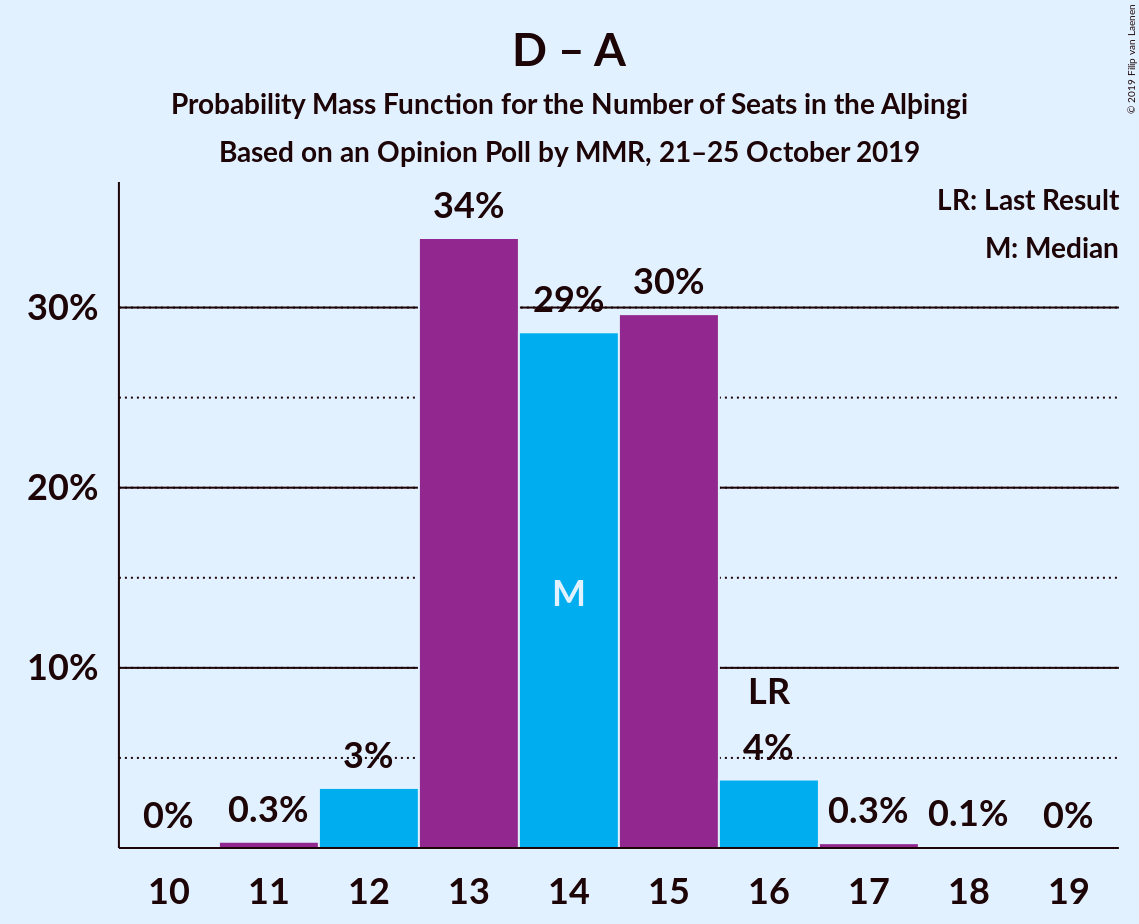 D – A
Probability Mass Function for the Number of Seats in the Alþingi
Based on an Opinion Poll by MMR, 21–25 October 2019
© 2019 Filip van Laenen
LR: Last Result
M: Median
30%
20%
10%
0%
0.3%
3%
34%
29%
30%
4%
0.3%
0.1%
0%
M
LR
10 11 12 13 14 15 16 17 18 19